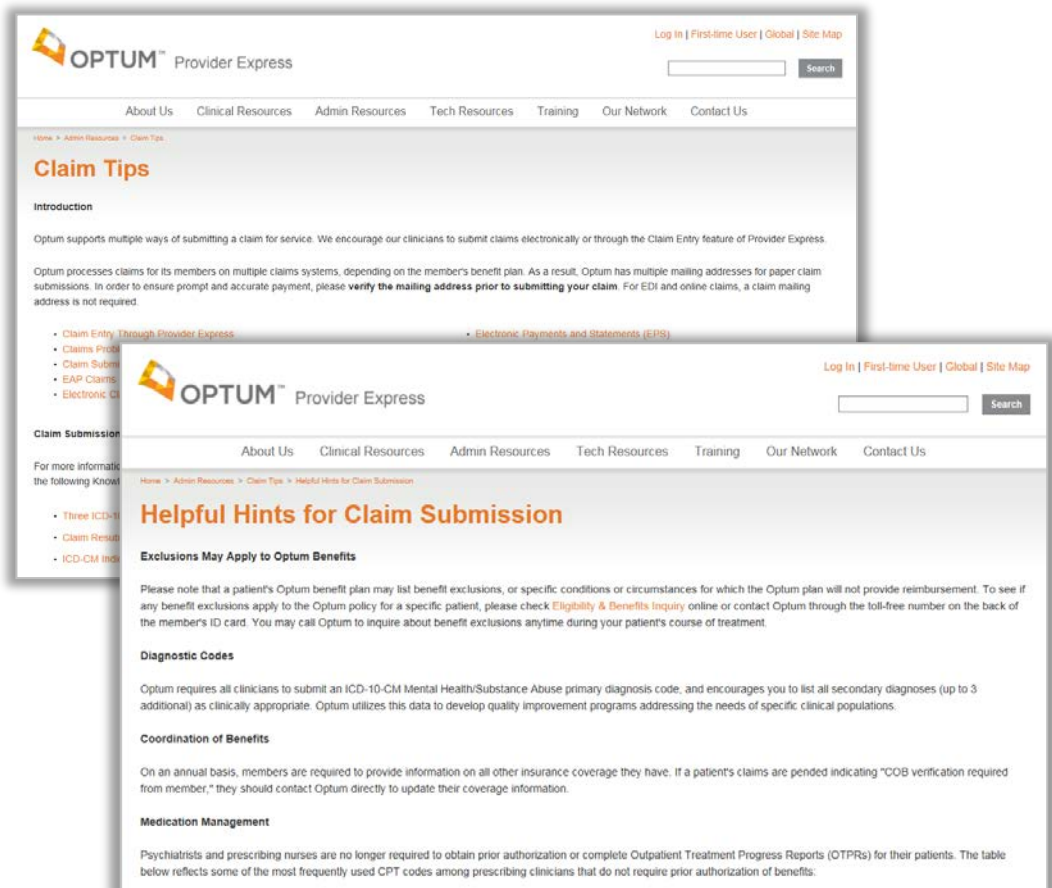 OPTUM™ Provider Express
Log In | First-time User | Global | Site Map
Search
About Us Clinical Resources Admin Resources Tech Resources Training Our Network Contact Us
Home > Admin Resources > Claim Tips
Claim Tips
Introduction
Optum supports multiple ways of submitting a claim for service. We encourage our clinicians to submit claims electronically or through the Claim Entry feature of Provider Express.
Optum processes claims for its members on multiple claims systems, depending on the member's benefit plan. As a result, Optum has multiple mailing addresses for paper claim
submissions. In order to ensure prompt and accurate payment, please verify the mailing address prior to submitting your claim. For EDI and online claims, a claim mailing
address is not required.
• Claim Entry Through Provider Express
• Electronic Payments and Statements (EPS)
• Claims
• Claim
• EAP Claims
• Electronic
Claim Submission
For more
the following
• Three
• Claim
• ICD-CM
OPTUM™ Provider Express
Log In | First-time User | Global | Site Map
Search
About Us Clinical Resources Admin Resources Tech Resources Training Our Network Contact Us
Home > Admin Resources > Claim Tips > Helpful Hints for Claim Submission
Helpful Hints for Claim Submission
Exclusions May Apply to Optum Benefits
Please note that a patient's Optum benefit plan may list benefit exclusions, or specific conditions or circumstances for which the Optum plan will not provide reimbursement. To see if
any benefit exclusions apply to the Optum policy for a specific patient, please check Eligibility & Benefits Inquiry online or contact Optum through the toll-free number on the back of
the member's ID card. You may call Optum to inquire about benefit exclusions anytime during your patient's course of treatment.
Diagnostic Codes
Optum requires all clinicians to submit an ICD-10-CM Mental Health/Substance Abuse primary diagnosis code, and encourages you to list all secondary diagnoses (up to 3
additional) as clinically appropriate. Optum utilizes this data to develop quality improvement programs addressing the needs of specific clinical populations.
Coordination of Benefits
On an annual basis, members are required to provide information on all other insurance coverage they have. If a patient's claims are pended indicating "COB verification required
from member," they should contact Optum directly to update their coverage information.
Medication Management
Psychiatrists and prescribing nurses are no longer required to obtain prior authorization or complete Outpatient Treatment Progress Reports (OTPRs) for their patients. The table
below reflects some of the most frequently used CPT codes among prescribing clinicians that do not require prior authorization of benefits: